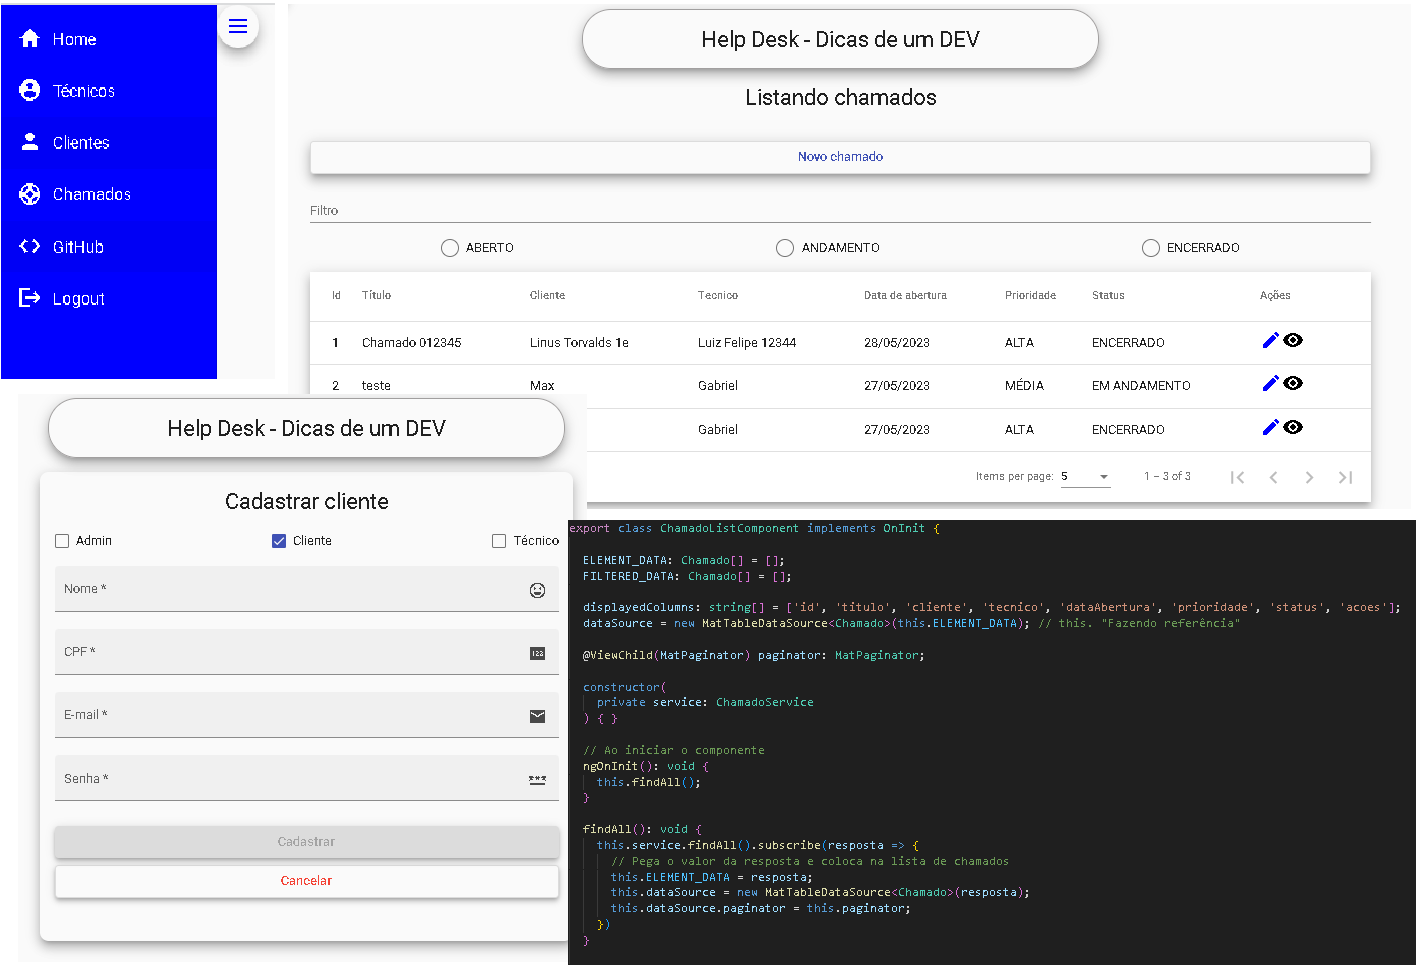 Home
Técnicos
Clientes
Chamados
GitHub
Logout
Help Desk - Dicas de um DEV
Listando chamados
Novo chamado
Filtro
ABERTO ANDAMENTO ENCERRADO
Id Título Cliente Tecnico Data de abertura Prioridade Status Ações
1 Chamado 012345 Linus Torvalds 1e Luiz Felipe 12344 28/05/2023 ALTA ENCERRADO
2 teste Max Gabriel 27/05/2023 MÉDIA EM ANDAMENTO
Gabriel 27/05/2023 ALTA ENCERRADO
Items per page: 5 1 – 3 of 3
Help Desk - Dicas de um DEV
Cadastrar cliente
Admin Cliente Técnico
Nome *
CPF * 123
E-mail *
Senha * ***
Cadastrar
Cancelar
export class ChamadoListComponent implements OnInit {
ELEMENT_DATA: Chamado[] = [];
FILTERED_DATA: Chamado[] = [];
displayedColumns: string[] = ['id', 'titulo', 'cliente', 'tecnico', 'dataAbertura', 'prioridade', 'status', 'acoes'];
dataSource = new MatTableDataSource<Chamado>(this.ELEMENT_DATA); // this. "Fazendo referência"
@ViewChild(MatPaginator) paginator: MatPaginator;
constructor(
private service: ChamadoService
) { }
// Ao iniciar o componente
ngOnInit(): void {
this.findAll();
}
findAll(): void {
this.service.findAll().subscribe(resposta => {
// Pega o valor da resposta e coloca na lista de chamados
this.ELEMENT_DATA = resposta;
this.dataSource = new MatTableDataSource<Chamado>(resposta);
this.dataSource.paginator = this.paginator;
})
}